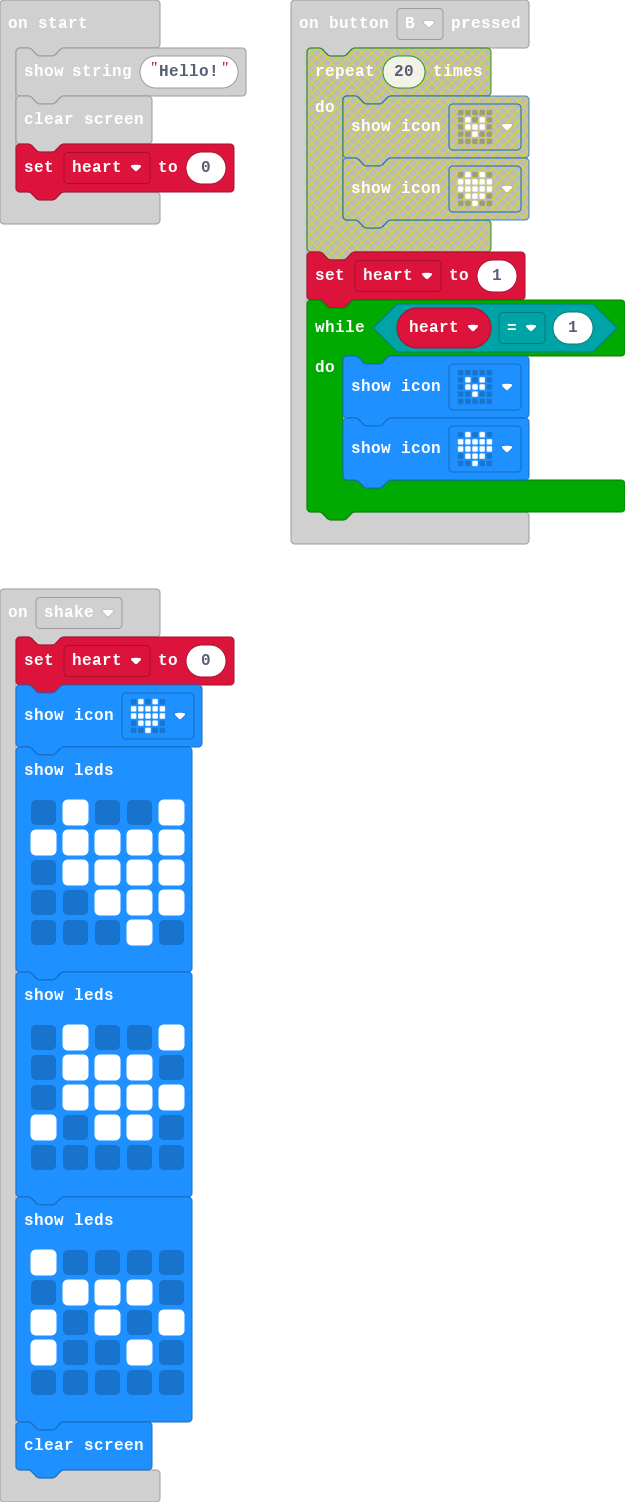 on start
show string "Hello!"
clear screen
set heart to 0
on button B pressed
repeat 20 times
do
show icon
show icon
set heart to 1
while heart = 1
do
show icon
show icon
on shake
set heart to 0
show icon
show leds
show leds
show leds
clear screen